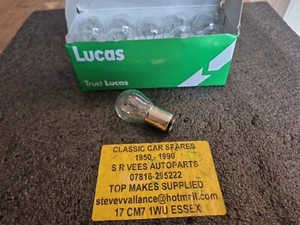 LUCAS
Trust Lucas
CLASSIC CAR SPARES
1950 - 1990
S R VEES AUTOPARTS
07816-295222
TOP MAKES SUPPLIED
stevevvallance@hotmail.com
17 CM7 1WU ESSEX